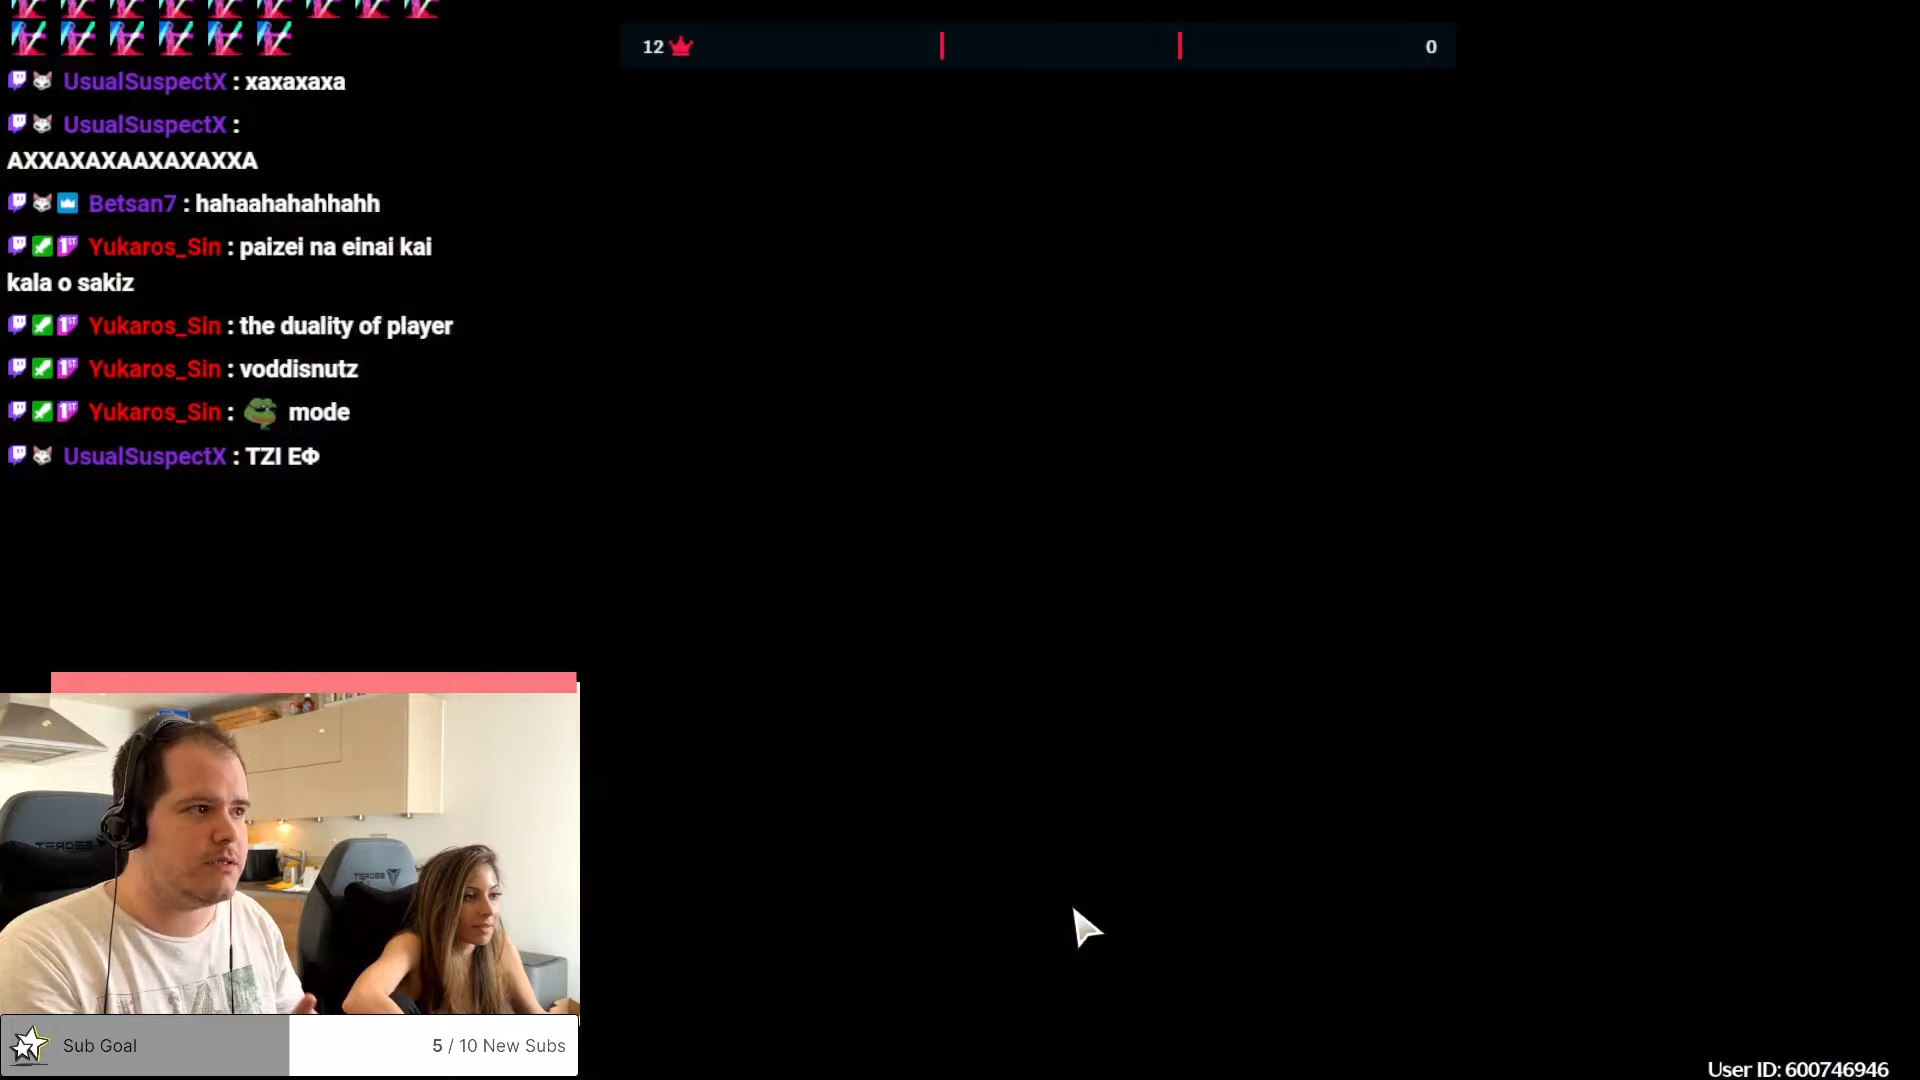 12
0
UsualSuspectX : xaxaxaxa
UsualSuspectX :
AXXAXAXAAXAXAXXA
Betsan7 : hahaahahahhahh
Yukaros_Sin : paizei na einai kai
kala o sakiz
Yukaros_Sin : the duality of player
Yukaros_Sin : voddisnutz
Yukaros_Sin : mode
UsualSuspectX : TZI ΕΦ
Sub Goal
5 / 10 New Subs
User ID: 600746946